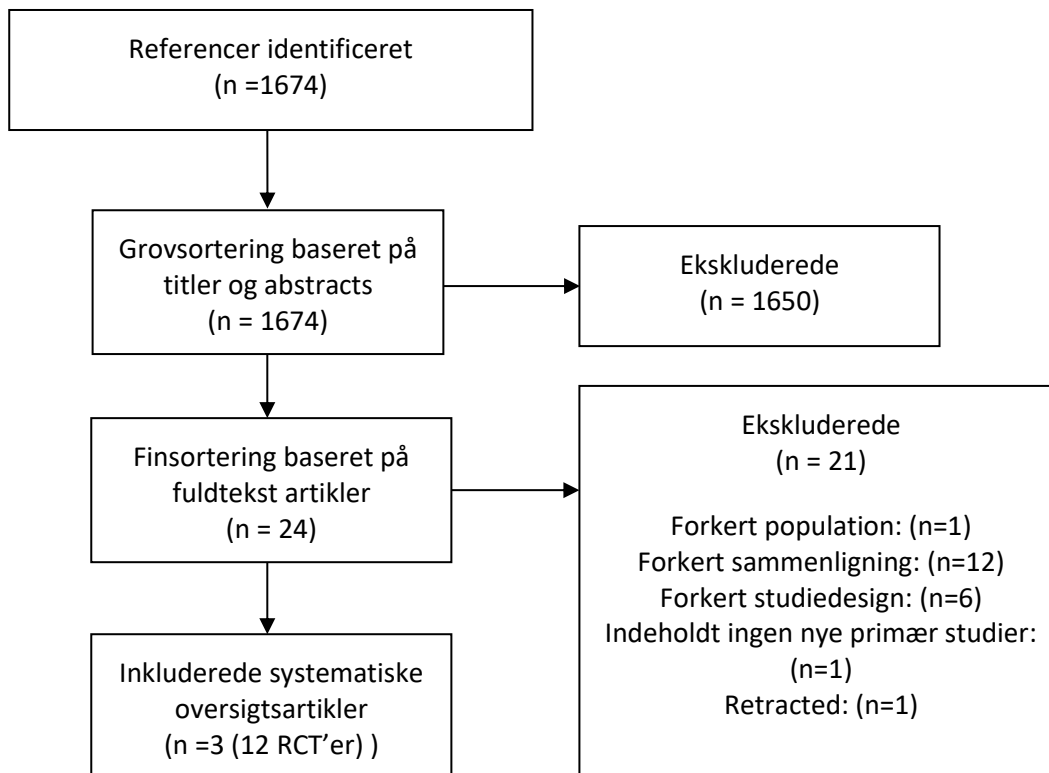 Referencer identificeret
(n =1674)
Grovsortering baseret på
titler og abstracts
(n = 1674)
Ekskluderede
(n = 1650)
Finsortering baseret på
fuldtekst artikler
(n = 24)
Ekskluderede
(n = 21)
Forkert population: (n=1)
Forkert sammenligning: (n=12)
Forkert studiedesign: (n=6)
Indeholdt ingen nye primær studier:
(n=1)
Retracted: (n=1)
Inkluderede systematiske
oversigtsartikler
(n =3 (12 RCT’er) )